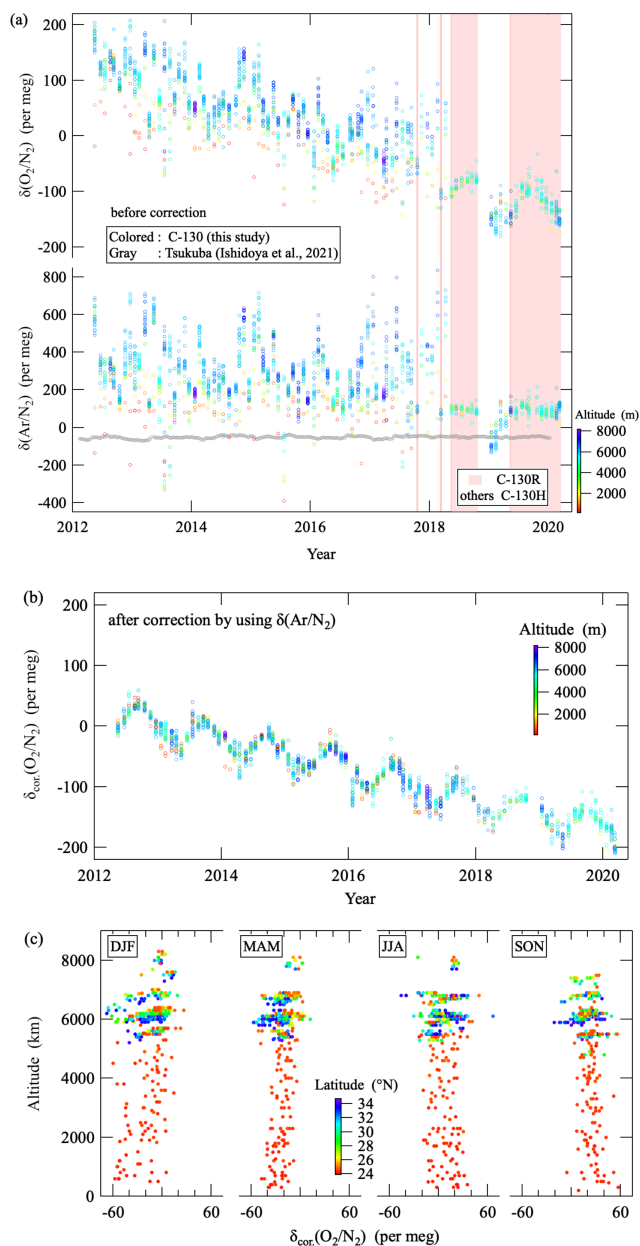 (a)
200
100
0
-100
-200
δ(O₂/N₂) (per meg)
before correction
Colored : C-130 (this study)
Gray : Tsukuba (Ishidoya et al., 2021)
800
600
400
200
0
-200
-400
δ(Ar/N₂) (per meg)
Altitude (m)
8000
6000
4000
2000
C-130R
others C-130H
2012
2014
2016
2018
2020
Year
(b)
200
100
0
-100
-200
δcor.(O₂/N₂) (per meg)
after correction by using δ(Ar/N₂)
Altitude (m)
8000
6000
4000
2000
2012
2014
2016
2018
2020
Year
(c)
DJF
MAM
JJA
SON
8000
6000
4000
2000
0
Altitude (km)
Latitude (°N)
34
32
30
28
26
24
-60
60
-60
60
-60
60
-60
60
δcor.(O₂/N₂) (per meg)